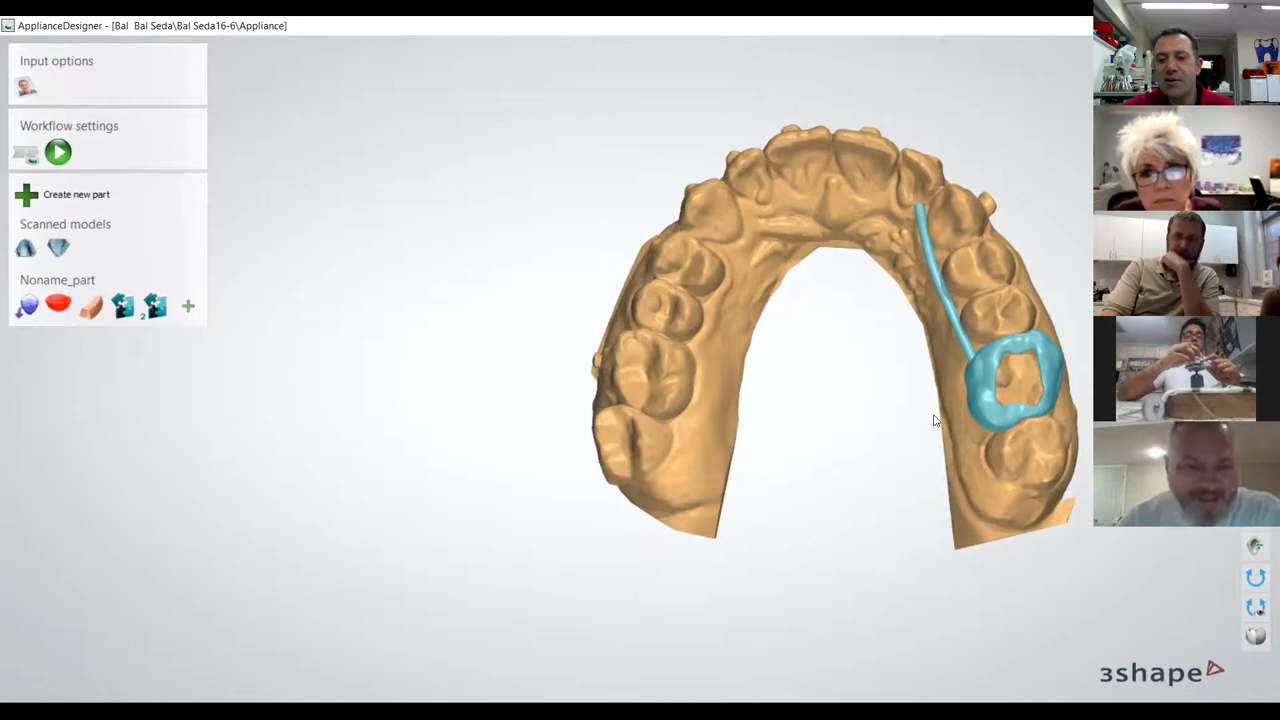 ApplianceDesigner - [Bal  Bal Seda\Bal Seda16-6\Appliance]
Input options
Workflow settings
Create new part
Scanned models
Noname_part
2
3shape